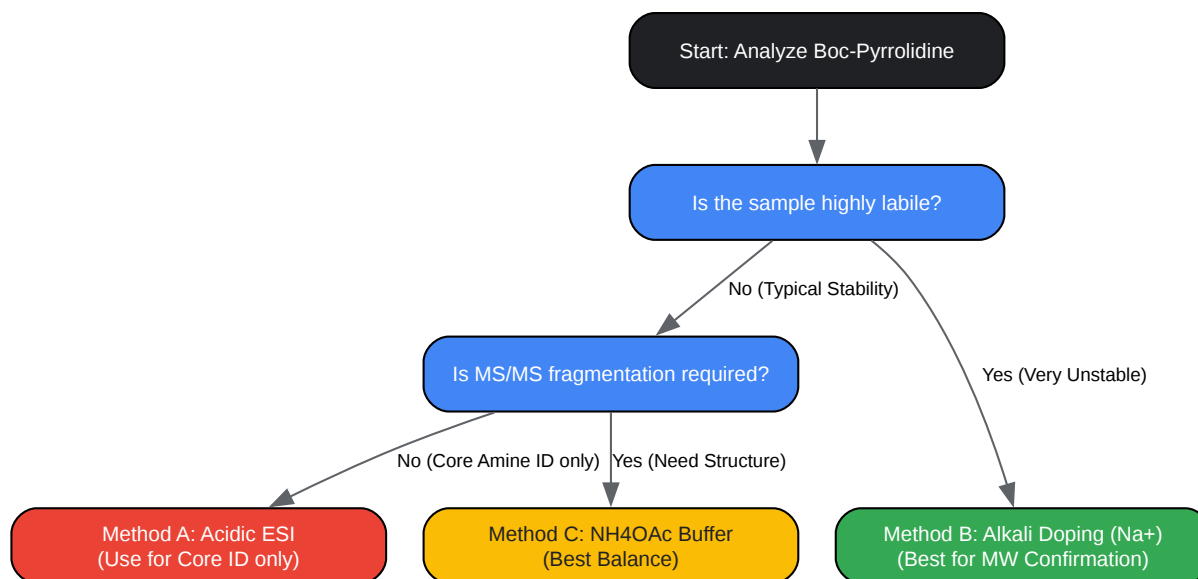 Start: Analyze Boc-Pyrrolidine
Is the sample highly labile?
No (Typical Stability)
Is MS/MS fragmentation required?
Yes (Very Unstable)
No (Core Amine ID only)
Yes (Need Structure)
Method A: Acidic ESI
(Use for Core ID only)
Method C: NH4OAc Buffer
(Best Balance)
Method B: Alkali Doping (Na+)
(Best for MW Confirmation)